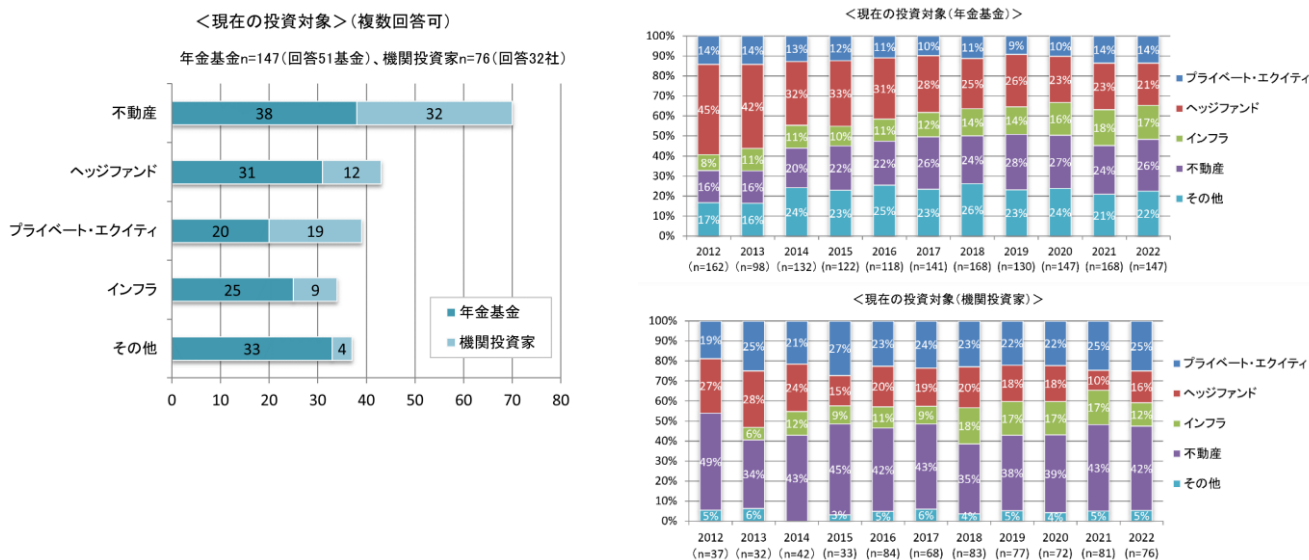 <現在の投資対象>(複数回答可)
年金基金n=147(回答51基金)、機関投資家n=76(回答32社)
不動産
38 32
ヘッジファンド
31 12
プライベート・エクイティ
20 19
インフラ
25 9
その他
33 4
年金基金
機関投資家
0 10 20 30 40 50 60 70 80
<現在の投資対象(年金基金)>
100%
90%
80%
70%
60%
50%
40%
30%
20%
10%
0%
14% 14% 13% 12% 11% 10% 11% 9% 10% 14% 14%
45% 42% 32% 33% 31% 28% 25% 26% 23% 23% 21%
8% 11% 11% 10% 11% 12% 14% 14% 16% 18% 17%
16% 16% 20% 22% 22% 26% 24% 28% 27% 24% 26%
17% 16% 24% 23% 25% 23% 26% 23% 24% 21% 22%
2012 2013 2014 2015 2016 2017 2018 2019 2020 2021 2022
(n=162) (n=98) (n=132) (n=122) (n=118) (n=141) (n=168) (n=130) (n=147) (n=168) (n=147)
プライベート・エクイティ
ヘッジファンド
インフラ
不動産
その他
<現在の投資対象(機関投資家)>
100%
90%
80%
70%
60%
50%
40%
30%
20%
10%
0%
19% 25% 21% 27% 23% 24% 23% 22% 22% 25% 25%
27% 28% 24% 15% 20% 19% 20% 18% 18% 10% 16%
6% 12% 9% 11% 9% 18% 17% 17% 17% 12%
49% 34% 43% 45% 42% 43% 35% 38% 39% 43% 42%
5% 6% 3% 5% 6% 4% 5% 4% 5% 5%
2012 2013 2014 2015 2016 2017 2018 2019 2020 2021 2022
(n=37) (n=32) (n=42) (n=33) (n=84) (n=68) (n=83) (n=77) (n=72) (n=81) (n=76)
プライベート・エクイティ
ヘッジファンド
インフラ
不動産
その他